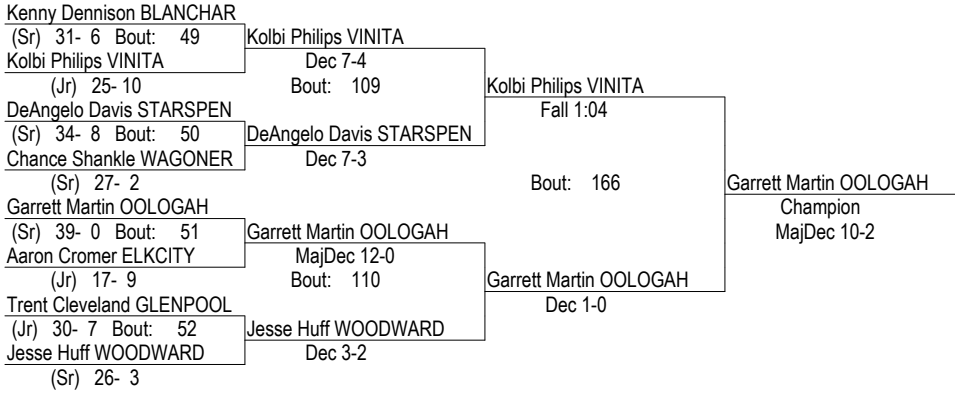 Kenny Dennison BLANCHAR
(Sr) 31- 6 Bout: 49
Kolbi Philips VINITA
(Jr) 25- 10
DeAngelo Davis STARSPEN
(Sr) 34- 8 Bout: 50
Chance Shankle WAGONER
(Sr) 27- 2
Garrett Martin OOLOGAH
(Sr) 39- 0 Bout: 51
Aaron Cromer ELKCITY
(Jr) 17- 9
Trent Cleveland GLENPOOL
(Jr) 30- 7 Bout: 52
Jesse Huff WOODWARD
(Sr) 26- 3
Kolbi Philips VINITA
Dec 7-4
Bout: 109
DeAngelo Davis STARSPEN
Dec 7-3
Garrett Martin OOLOGAH
MajDec 12-0
Bout: 110
Jesse Huff WOODWARD
Dec 3-2
Kolbi Philips VINITA
Fall 1:04
Bout: 166
Garrett Martin OOLOGAH
Dec 1-0
Garrett Martin OOLOGAH
Champion
MajDec 10-2